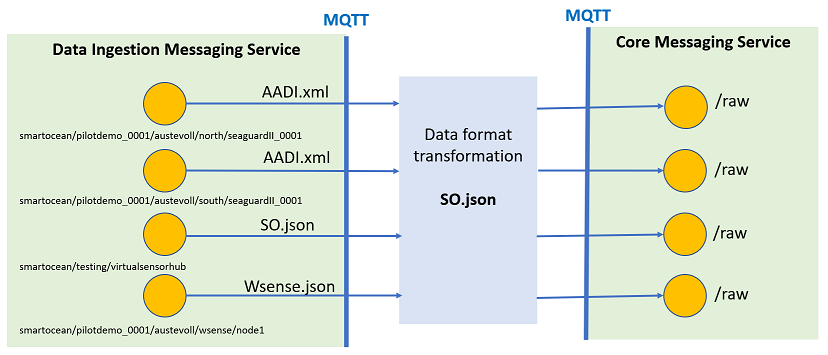 MQTT
MQTT
Data Ingestion Messaging Service
Core Messaging Service
AADI.xml
/raw
smartocean/pilotdemo_0001/austevoll/north/seaguardII_0001
Data format
transformation
SO.json
AADI.xml
/raw
smartocean/pilotdemo_0001/austevoll/south/seaguardII_0001
SO.json
/raw
smartocean/testing/virtualsensorhub
Wsense.json
/raw
smartocean/pilotdemo_0001/austevoll/wsense/node1